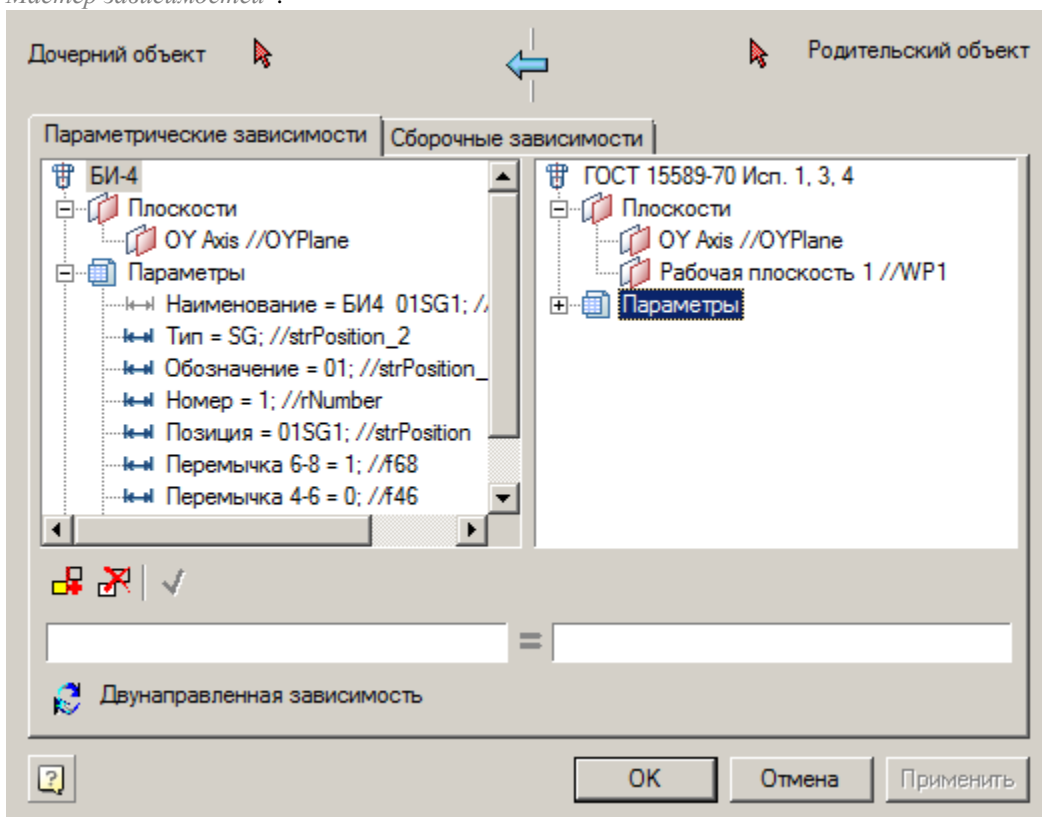 Мастер зависимостей".
Дочерний объект
Родительский объект
Параметрические зависимости
Сборочные зависимости
БИ-4
Плоскости
OY Axis //OYPlane
Параметры
Наименование = БИ4 01SG1; //
Тип = SG; //strPosition_2
Обозначение = 01; //strPosition_
Номер = 1; //rNumber
Позиция = 01SG1; //strPosition
Перемычка 6-8 = 1; //f68
Перемычка 4-6 = 0; //f46
ГОСТ 15589-70 Исп. 1, 3, 4
Плоскости
OY Axis //OYPlane
Рабочая плоскость 1 //WP1
Параметры
=
Двунаправленная зависимость
?
OK
Отмена
Применить